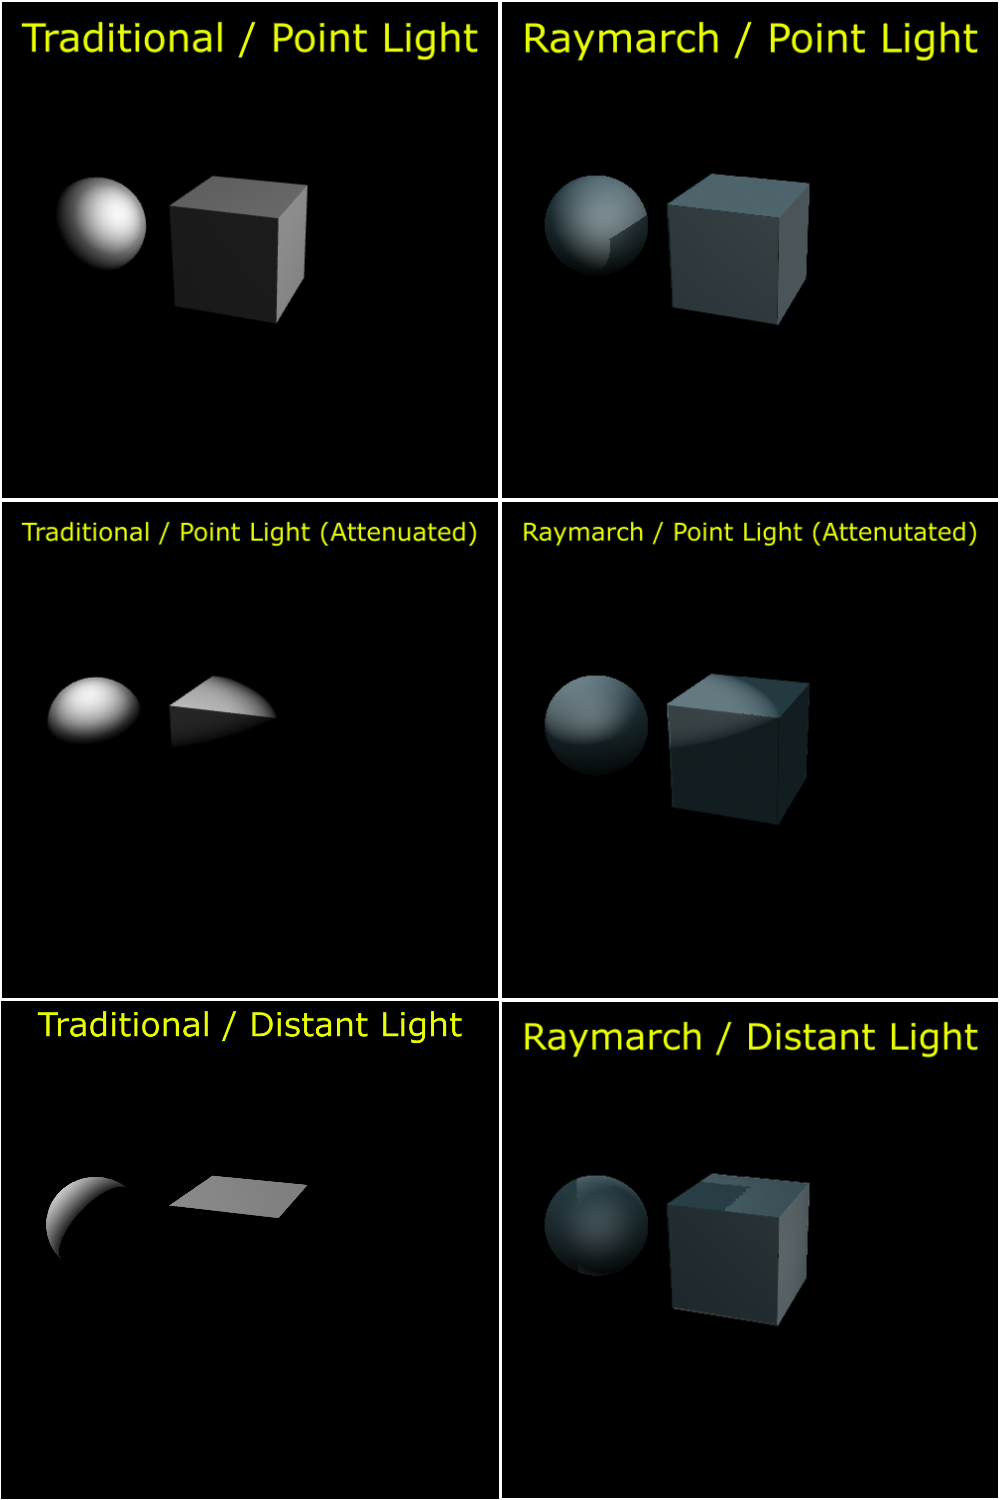 Traditional / Point Light
Raymarch / Point Light
Traditional / Point Light (Attenuated)
Raymarch / Point Light (Attenutated)
Traditional / Distant Light
Raymarch / Distant Light